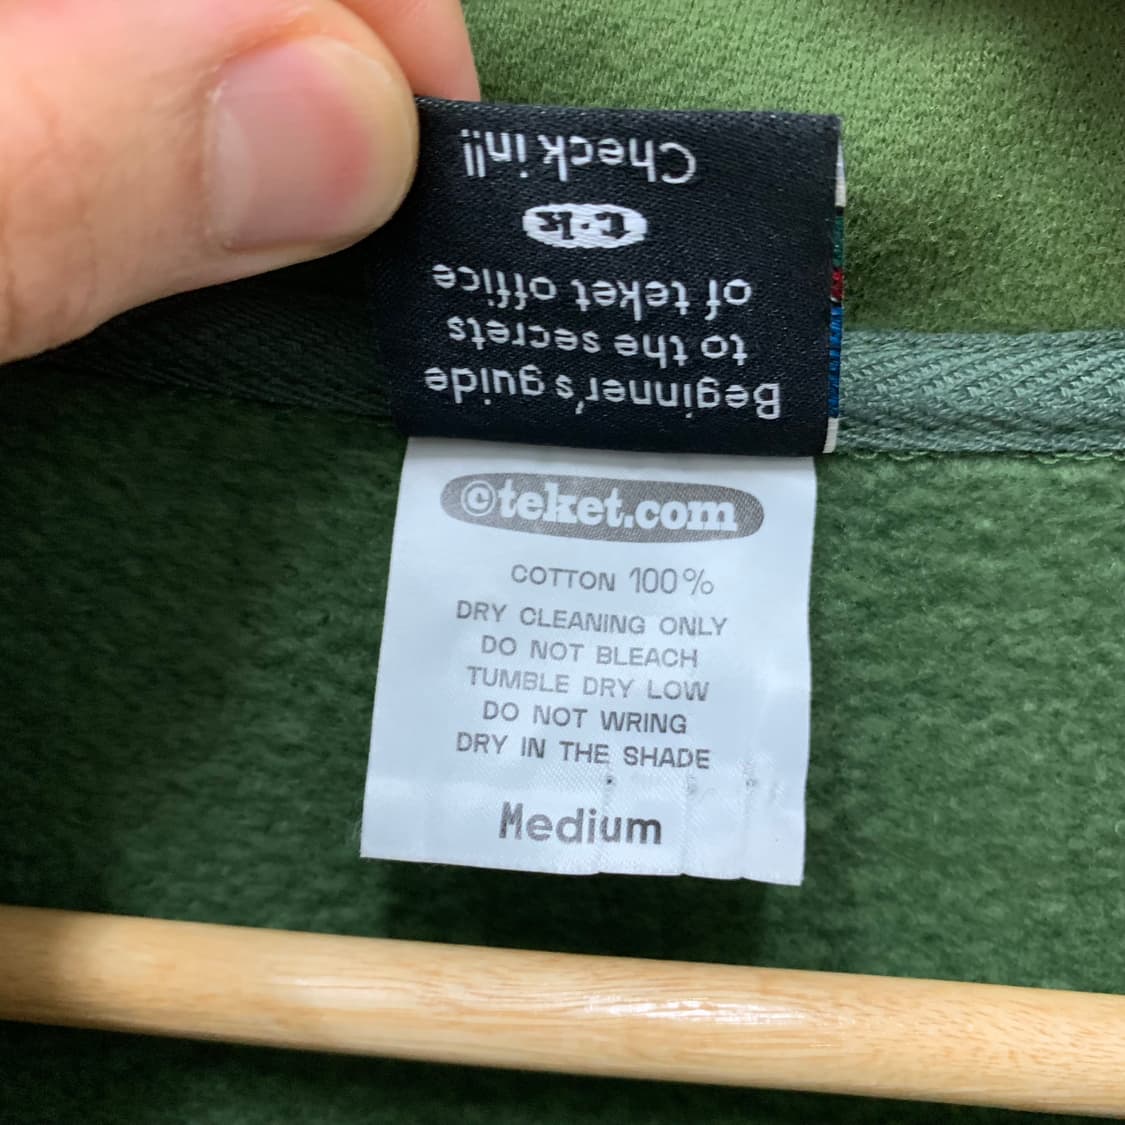 Beginner's guide
to the secrets
of teket office
t·k
Check in!!
©teket.com
COTTON 100%
DRY CLEANING ONLY
DO NOT BLEACH
TUMBLE DRY LOW
DO NOT WRING
DRY IN THE SHADE
Medium